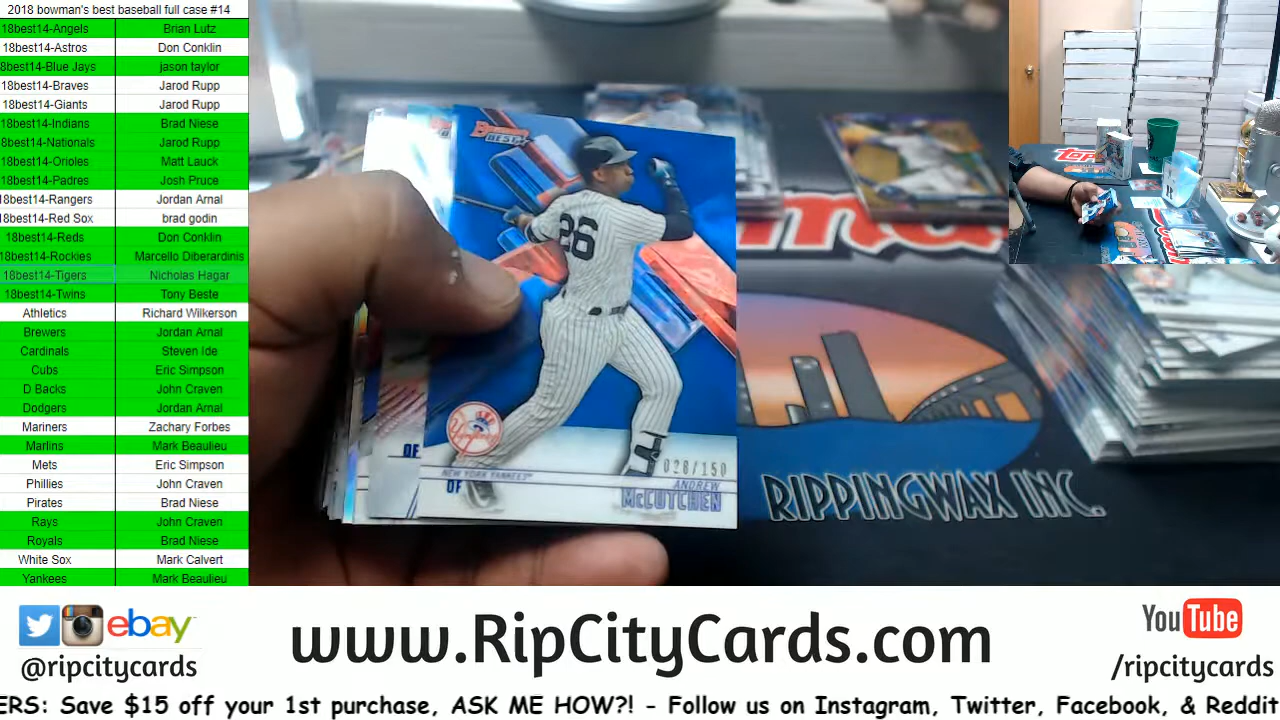 2018 bowman's best baseball full case #14
18best14-Angels Brian Lutz
18best14-Astros Don Conklin
8best14-Blue Jays jason taylor
18best14-Braves Jarod Rupp
18best14-Giants Jarod Rupp
18best14-Indians Brad Niese
18best14-Nationals Jarod Rupp
18best14-Orioles Matt Lauck
18best14-Padres Josh Pruce
18best14-Rangers Jordan Arnal
18best14-Red Sox brad godin
18best14-Reds Don Conklin
18best14-Rockies Marcello Diberardinis
18best14-Tigers Nicholas Hagar
18best14-Twins Tony Beste
Athletics Richard Wilkerson
Brewers Jordan Arnal
Cardinals Steven Ide
Cubs Eric Simpson
D Backs John Craven
Dodgers Jordan Arnal
Mariners Zachary Forbes
Marlins Mark Beaulieu
Mets Eric Simpson
Phillies John Craven
Pirates Brad Niese
Rays John Craven
Royals Brad Niese
White Sox Mark Calvert
Yankees Mark Beaulieu
Bowman's
BEST
26
028/150
NEW YORK YANKEES
OF
OF
ANDREW
McCUTCHEN
RIPPINGWAX INC.
ebay
@ripcitycards
www.RipCityCards.com
YouTube
/ripcitycards
ERS: Save $15 off your 1st purchase, ASK ME HOW?! - Follow us on Instagram, Twitter, Facebook, & Reddit